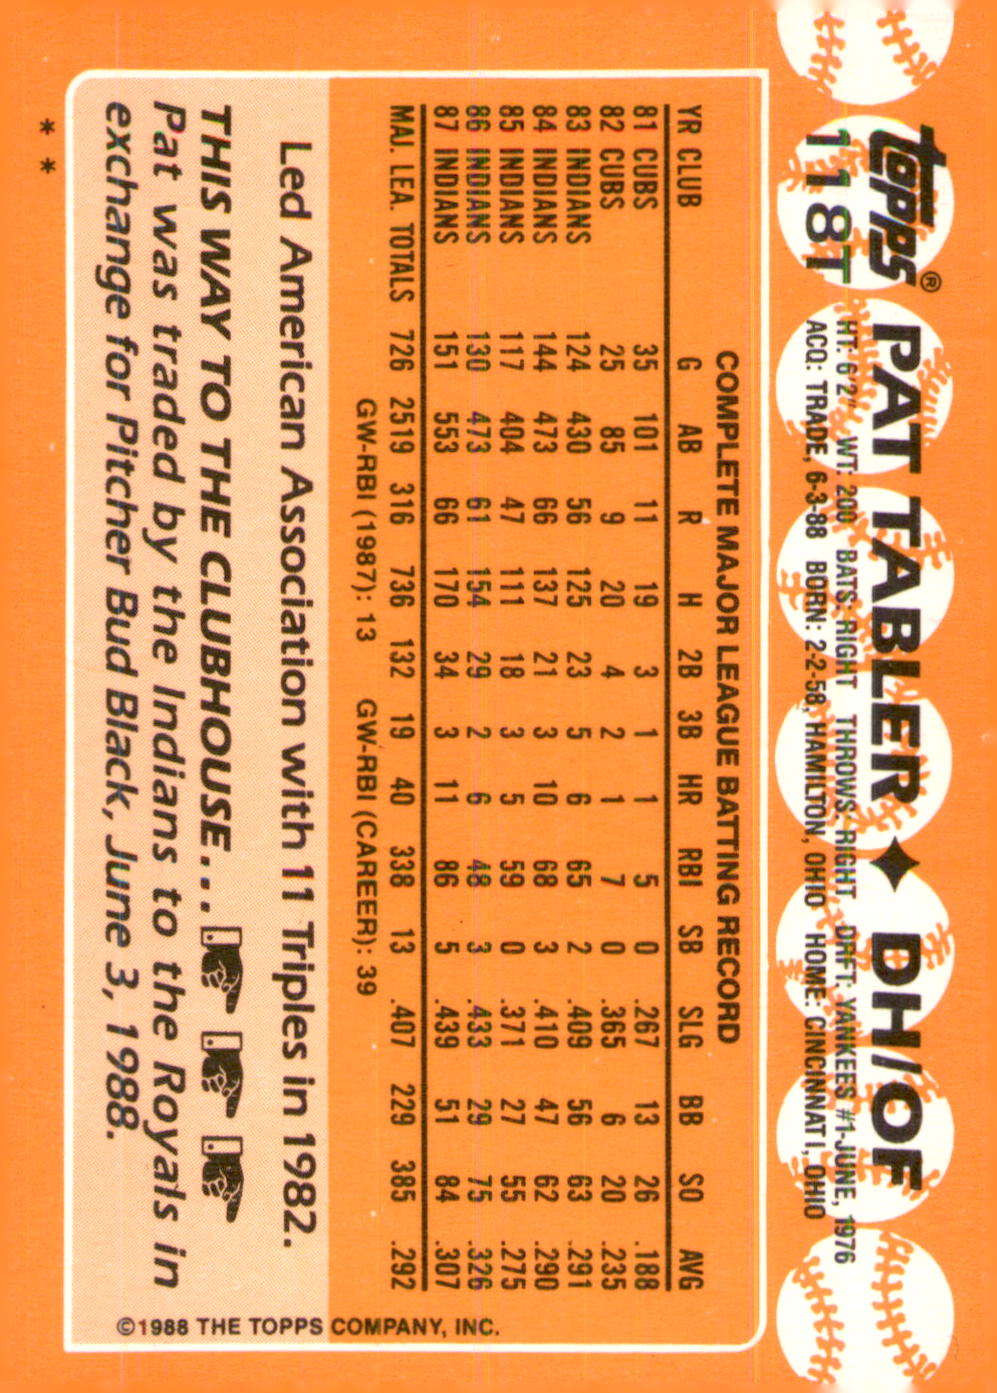 topps®
118T
PAT TABLER ◆ DH/OF
HT: 6'2" WT: 200 BATS: RIGHT THROWS: RIGHT DRFT: YANKEES #1-JUNE, 1976
ACQ: TRADE, 6-3-88 BORN: 2-2-58, HAMILTON, OHIO HOME: CINCINNATI, OHIO
COMPLETE MAJOR LEAGUE BATTING RECORD
YR CLUB G AB R H 2B 3B HR RBI SB SLG BB SO AVG
81 CUBS 35 101 11 19 3 1 1 5 0 .267 13 26 .188
82 CUBS 25 85 9 20 4 2 1 7 0 .365 6 20 .235
83 INDIANS 124 430 56 125 23 5 6 65 2 .409 56 63 .291
84 INDIANS 144 473 66 137 21 3 10 68 3 .410 47 62 .290
85 INDIANS 117 404 47 111 18 3 5 59 0 .371 27 55 .275
86 INDIANS 130 473 61 154 29 2 6 48 3 .433 29 75 .326
87 INDIANS 151 553 66 170 34 3 11 86 5 .439 51 84 .307
MAJ. LEA. TOTALS 726 2519 316 736 132 19 40 338 13 .407 229 385 .292
GW-RBI (1987): 13 GW-RBI (CAREER): 39
Led American Association with 11 Triples in 1982.
THIS WAY TO THE CLUBHOUSE...
Pat was traded by the Indians to the Royals in
exchange for Pitcher Bud Black, June 3, 1988.
©1988 THE TOPPS COMPANY, INC.
* *